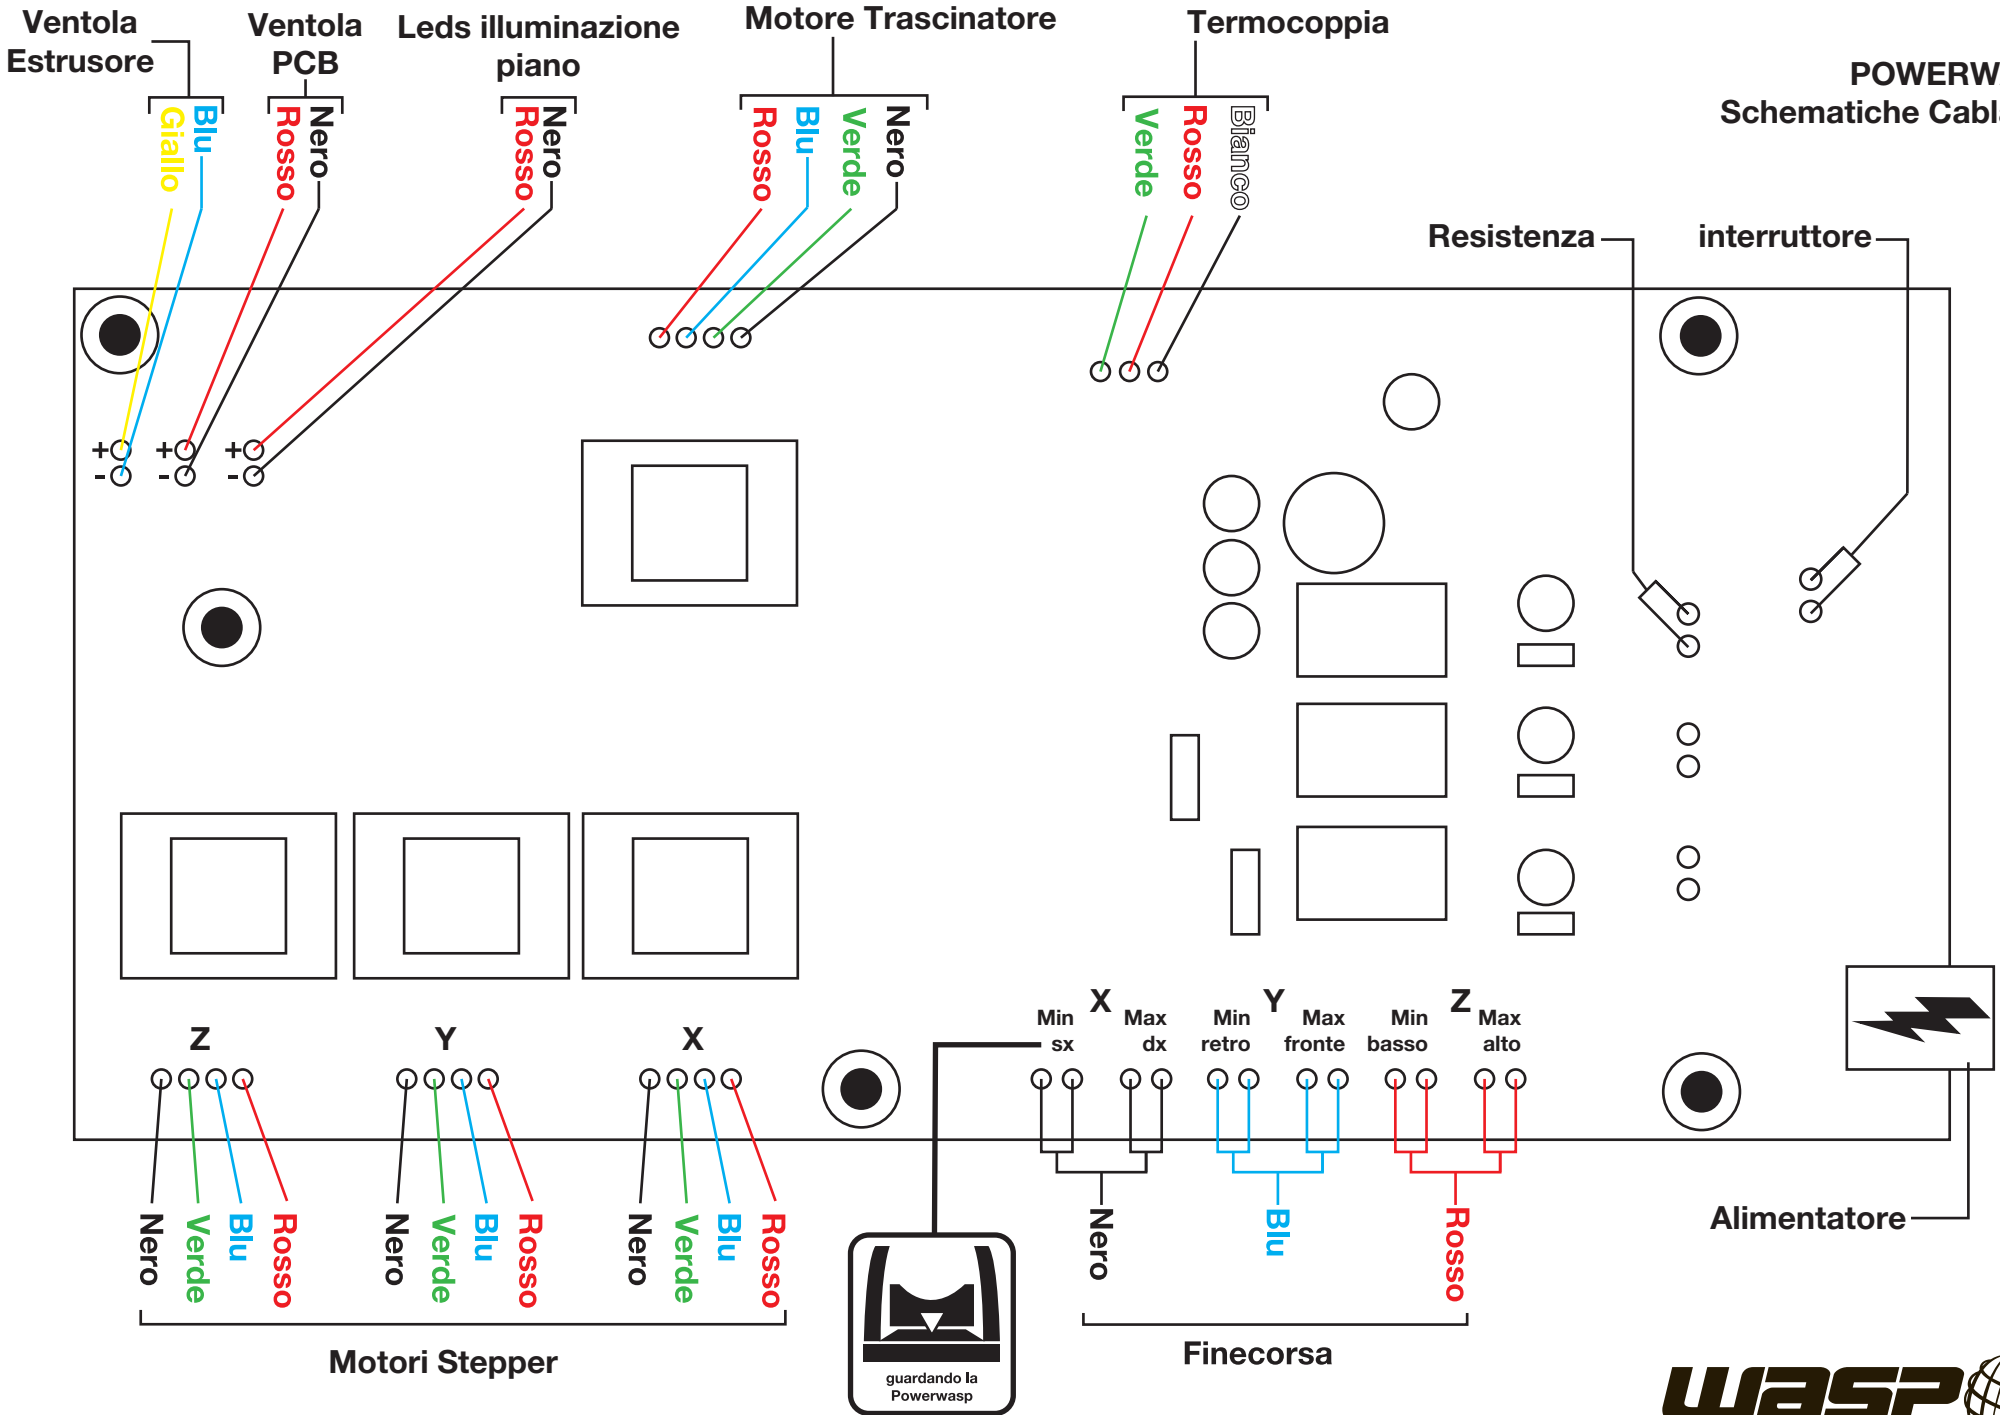 Ventola
Estrusore
Ventola
PCB
Leds illuminazione
piano
Motore Trascinatore
Termocoppia
POWERW
Schematiche Cabla
Giallo
Blu
Rosso
Nero
Rosso
Nero
Rosso
Blu
Verde
Nero
Verde
Rosso
Bianco
Resistenza
interruttore
+ + +
- - -
X Y Z
Min Max Min Max Min Max
sx dx retro fronte basso alto
Z Y X
Nero Verde Blu Rosso
Nero Verde Blu Rosso
Nero Verde Blu Rosso
Nero
Blu
Rosso
Alimentatore
Motori Stepper
Finecorsa
guardando la
Powerwasp
wasp